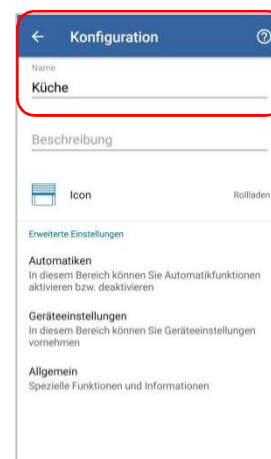 Konfiguration
Name
Küche
Beschreibung
Icon Rollladen
Erweiterte Einstellungen
Automatiken
In diesem Bereich können Sie Automatikfunktionen
aktivieren bzw. deaktivieren
Geräteeinstellungen
In diesem Bereich können Sie Geräteeinstellungen
vornehmen
Allgemein
Spezielle Funktionen und Informationen